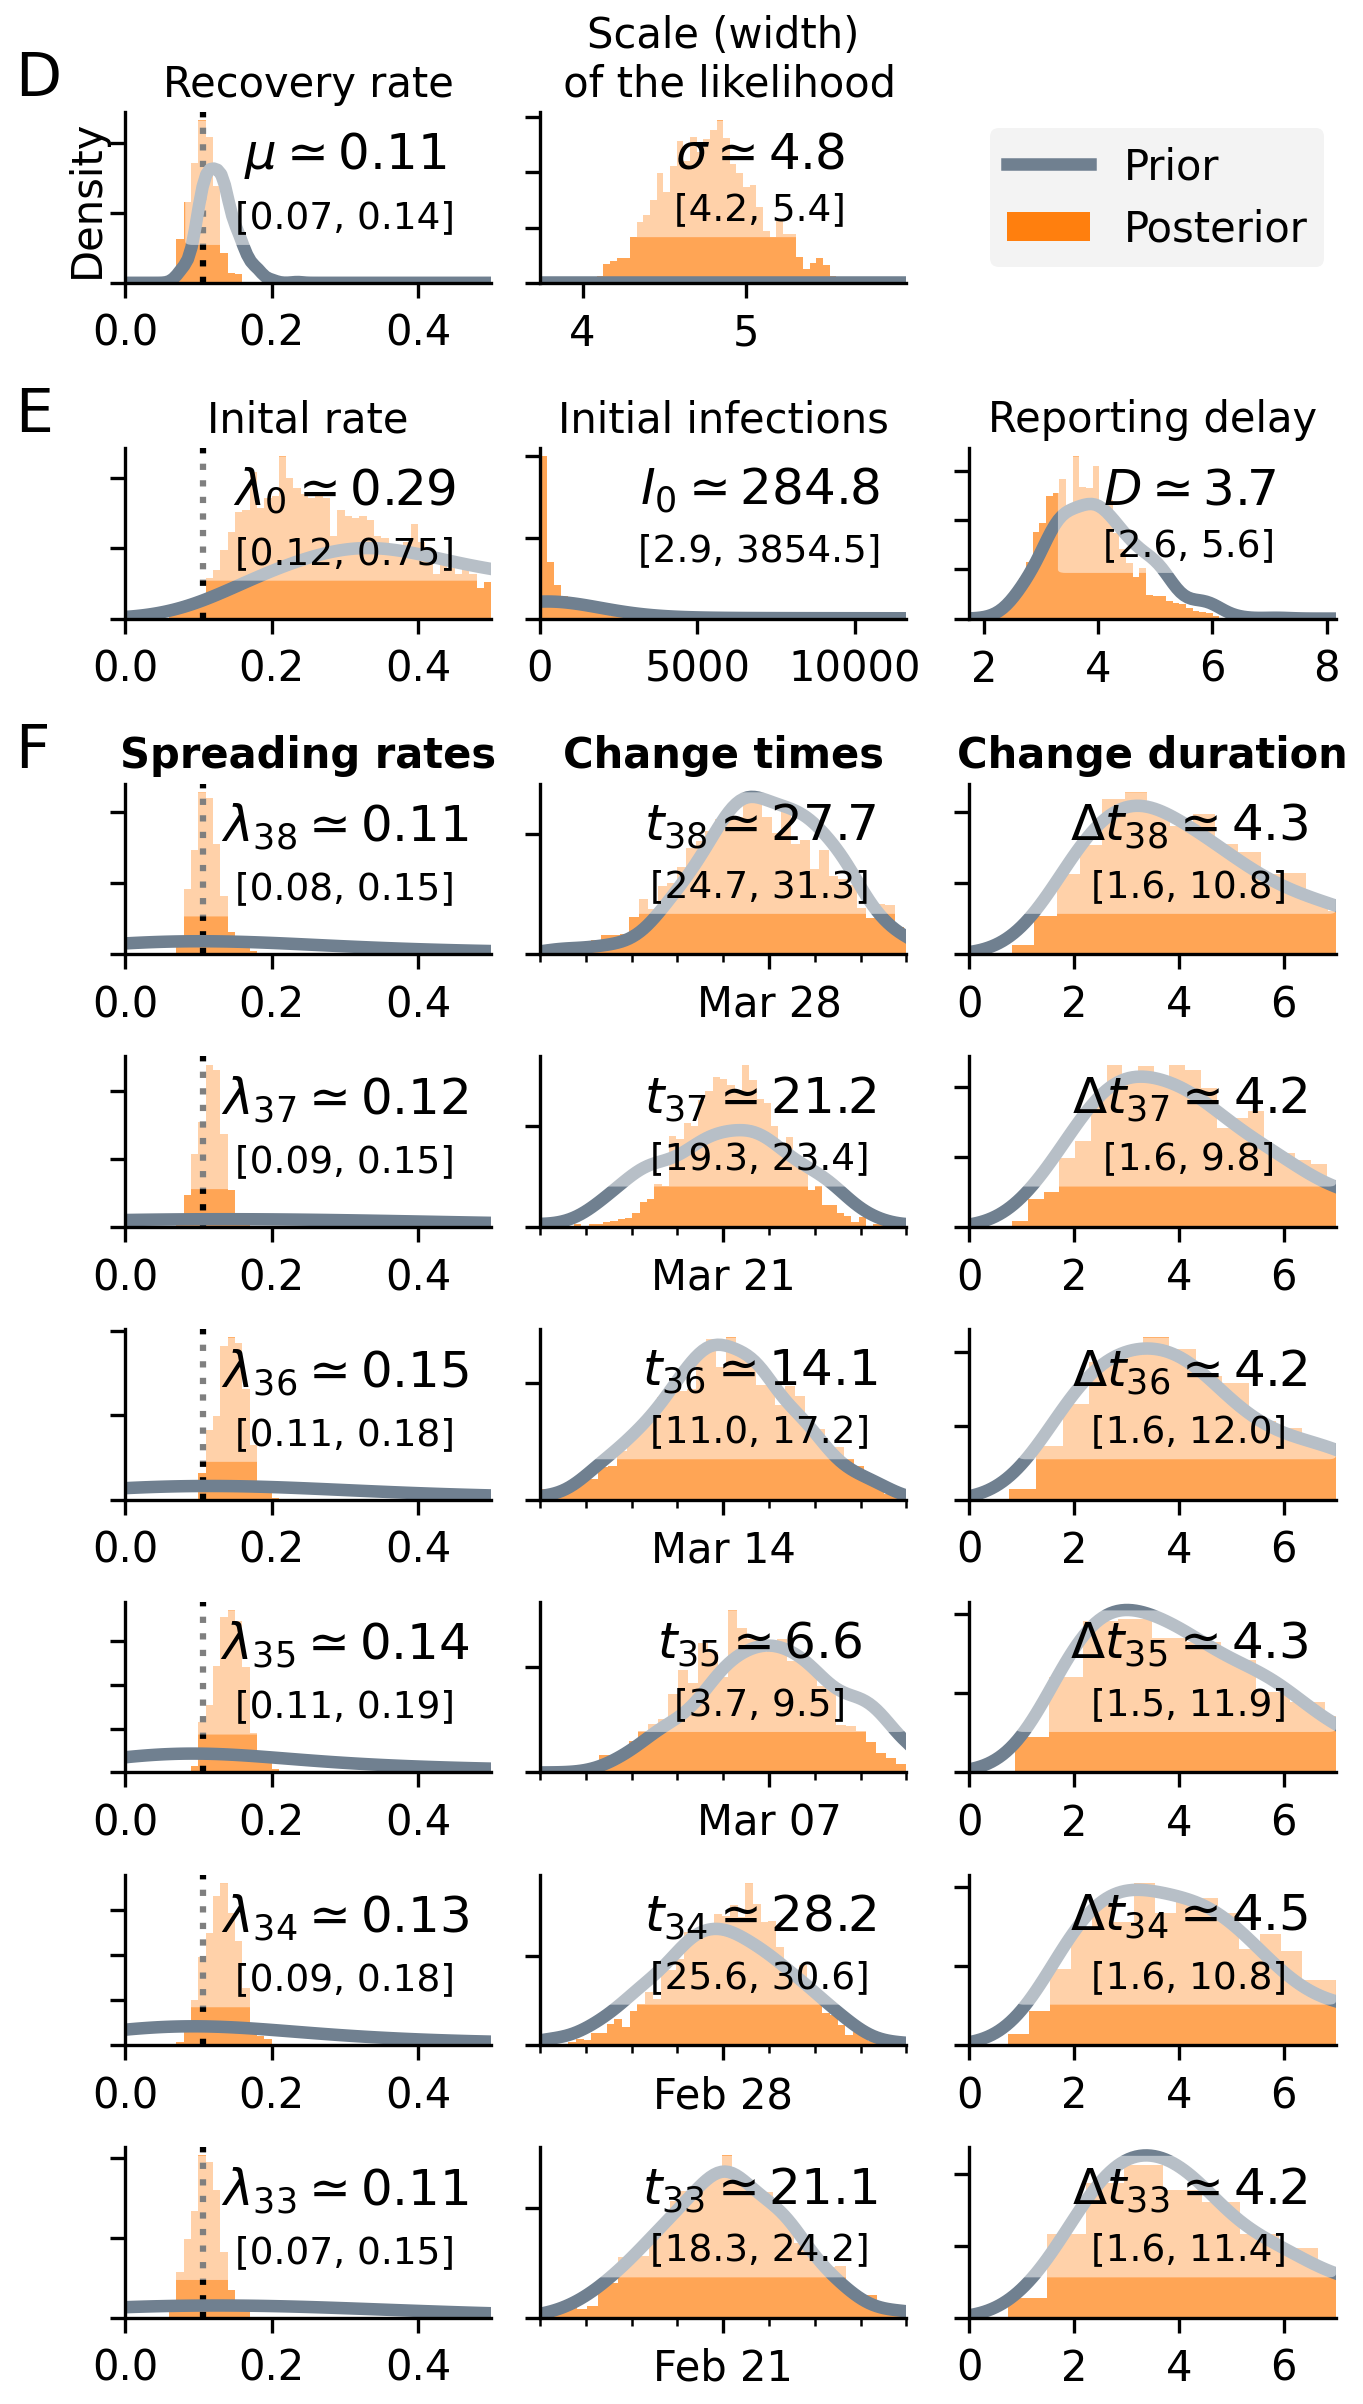 D
Recovery rate
Scale (width)
of the likelihood
Density
μ ≃ 0.11
[0.07, 0.14]
0.0 0.2 0.4
σ ≃ 4.8
[4.2, 5.4]
4 5
Prior
Posterior
E
Inital rate
λ0 ≃ 0.29
[0.12, 0.75]
0.0 0.2 0.4
Initial infections
I0 ≃ 284.8
[2.9, 3854.5]
0 5000 10000
Reporting delay
D ≃ 3.7
[2.6, 5.6]
2 4 6 8
F
Spreading rates
Change times
Change duration
λ38 ≃ 0.11
[0.08, 0.15]
0.0 0.2 0.4
t38 ≃ 27.7
[24.7, 31.3]
Mar 28
Δt38 ≃ 4.3
[1.6, 10.8]
0 2 4 6
λ37 ≃ 0.12
[0.09, 0.15]
0.0 0.2 0.4
t37 ≃ 21.2
[19.3, 23.4]
Mar 21
Δt37 ≃ 4.2
[1.6, 9.8]
0 2 4 6
λ36 ≃ 0.15
[0.11, 0.18]
0.0 0.2 0.4
t36 ≃ 14.1
[11.0, 17.2]
Mar 14
Δt36 ≃ 4.2
[1.6, 12.0]
0 2 4 6
λ35 ≃ 0.14
[0.11, 0.19]
0.0 0.2 0.4
t35 ≃ 6.6
[3.7, 9.5]
Mar 07
Δt35 ≃ 4.3
[1.5, 11.9]
0 2 4 6
λ34 ≃ 0.13
[0.09, 0.18]
0.0 0.2 0.4
t34 ≃ 28.2
[25.6, 30.6]
Feb 28
Δt34 ≃ 4.5
[1.6, 10.8]
0 2 4 6
λ33 ≃ 0.11
[0.07, 0.15]
0.0 0.2 0.4
t33 ≃ 21.1
[18.3, 24.2]
Feb 21
Δt33 ≃ 4.2
[1.6, 11.4]
0 2 4 6